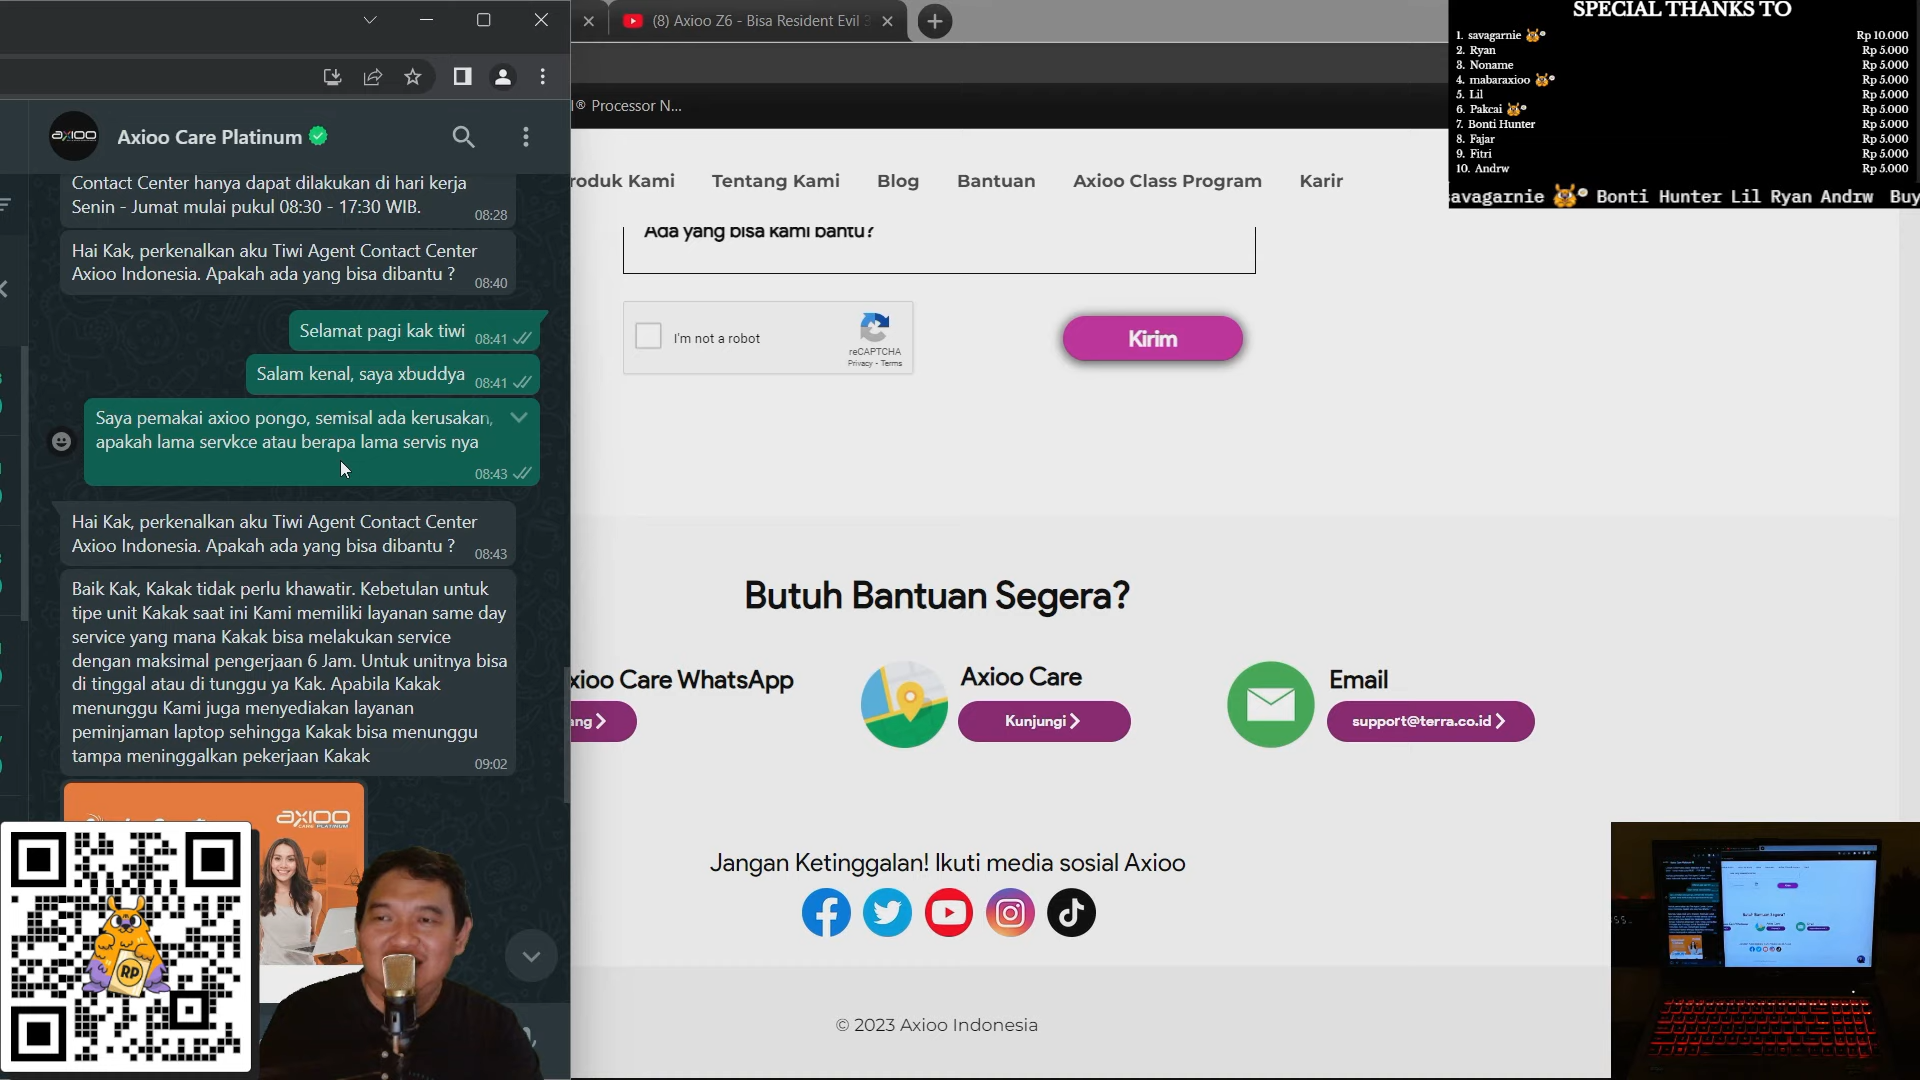 (8) Axioo Z6 - Bisa Resident Evil 3
® Processor N...
axioo
Axioo Care Platinum
Contact Center hanya dapat dilakukan di hari kerja
Senin - Jumat mulai pukul 08:30 - 17:30 WIB.
08:28
Hai Kak, perkenalkan aku Tiwi Agent Contact Center
Axioo Indonesia. Apakah ada yang bisa dibantu ?
08:40
Selamat pagi kak tiwi
08:41
Salam kenal, saya xbuddya
08:41
Saya pemakai axioo pongo, semisal ada kerusakan,
apakah lama servkce atau berapa lama servis nya
08:43
Hai Kak, perkenalkan aku Tiwi Agent Contact Center
Axioo Indonesia. Apakah ada yang bisa dibantu ?
08:43
Baik Kak, Kakak tidak perlu khawatir. Kebetulan untuk
tipe unit Kakak saat ini Kami memiliki layanan same day
service yang mana Kakak bisa melakukan service
dengan maksimal pengerjaan 6 Jam. Untuk unitnya bisa
di tinggal atau di tunggu ya Kak. Apabila Kakak
menunggu Kami juga menyediakan layanan
peminjaman laptop sehingga Kakak bisa menunggu
tampa meninggalkan pekerjaan Kakak
09:02
axioo
CARE PLATINUM
RP
roduk Kami
Tentang Kami
Blog
Bantuan
Axioo Class Program
Karir
Ada yang bisa kami bantu?
I'm not a robot
reCAPTCHA
Privacy - Terms
Kirim
Butuh Bantuan Segera?
xioo Care WhatsApp
ang
Axioo Care
Kunjungi
Email
support@terra.co.id
Jangan Ketinggalan! Ikuti media sosial Axioo
© 2023 Axioo Indonesia
SPECIAL THANKS TO
1. savagarnie Rp 10.000
2. Ryan Rp 5.000
3. Noname Rp 5.000
4. mabaraxioo Rp 5.000
5. Lil Rp 5.000
6. Pakcai Rp 5.000
7. Bonti Hunter Rp 5.000
8. Fajar Rp 5.000
9. Fitri Rp 5.000
10. Andrw Rp 5.000
savagarnie Bonti Hunter Lil Ryan Andrw Buy